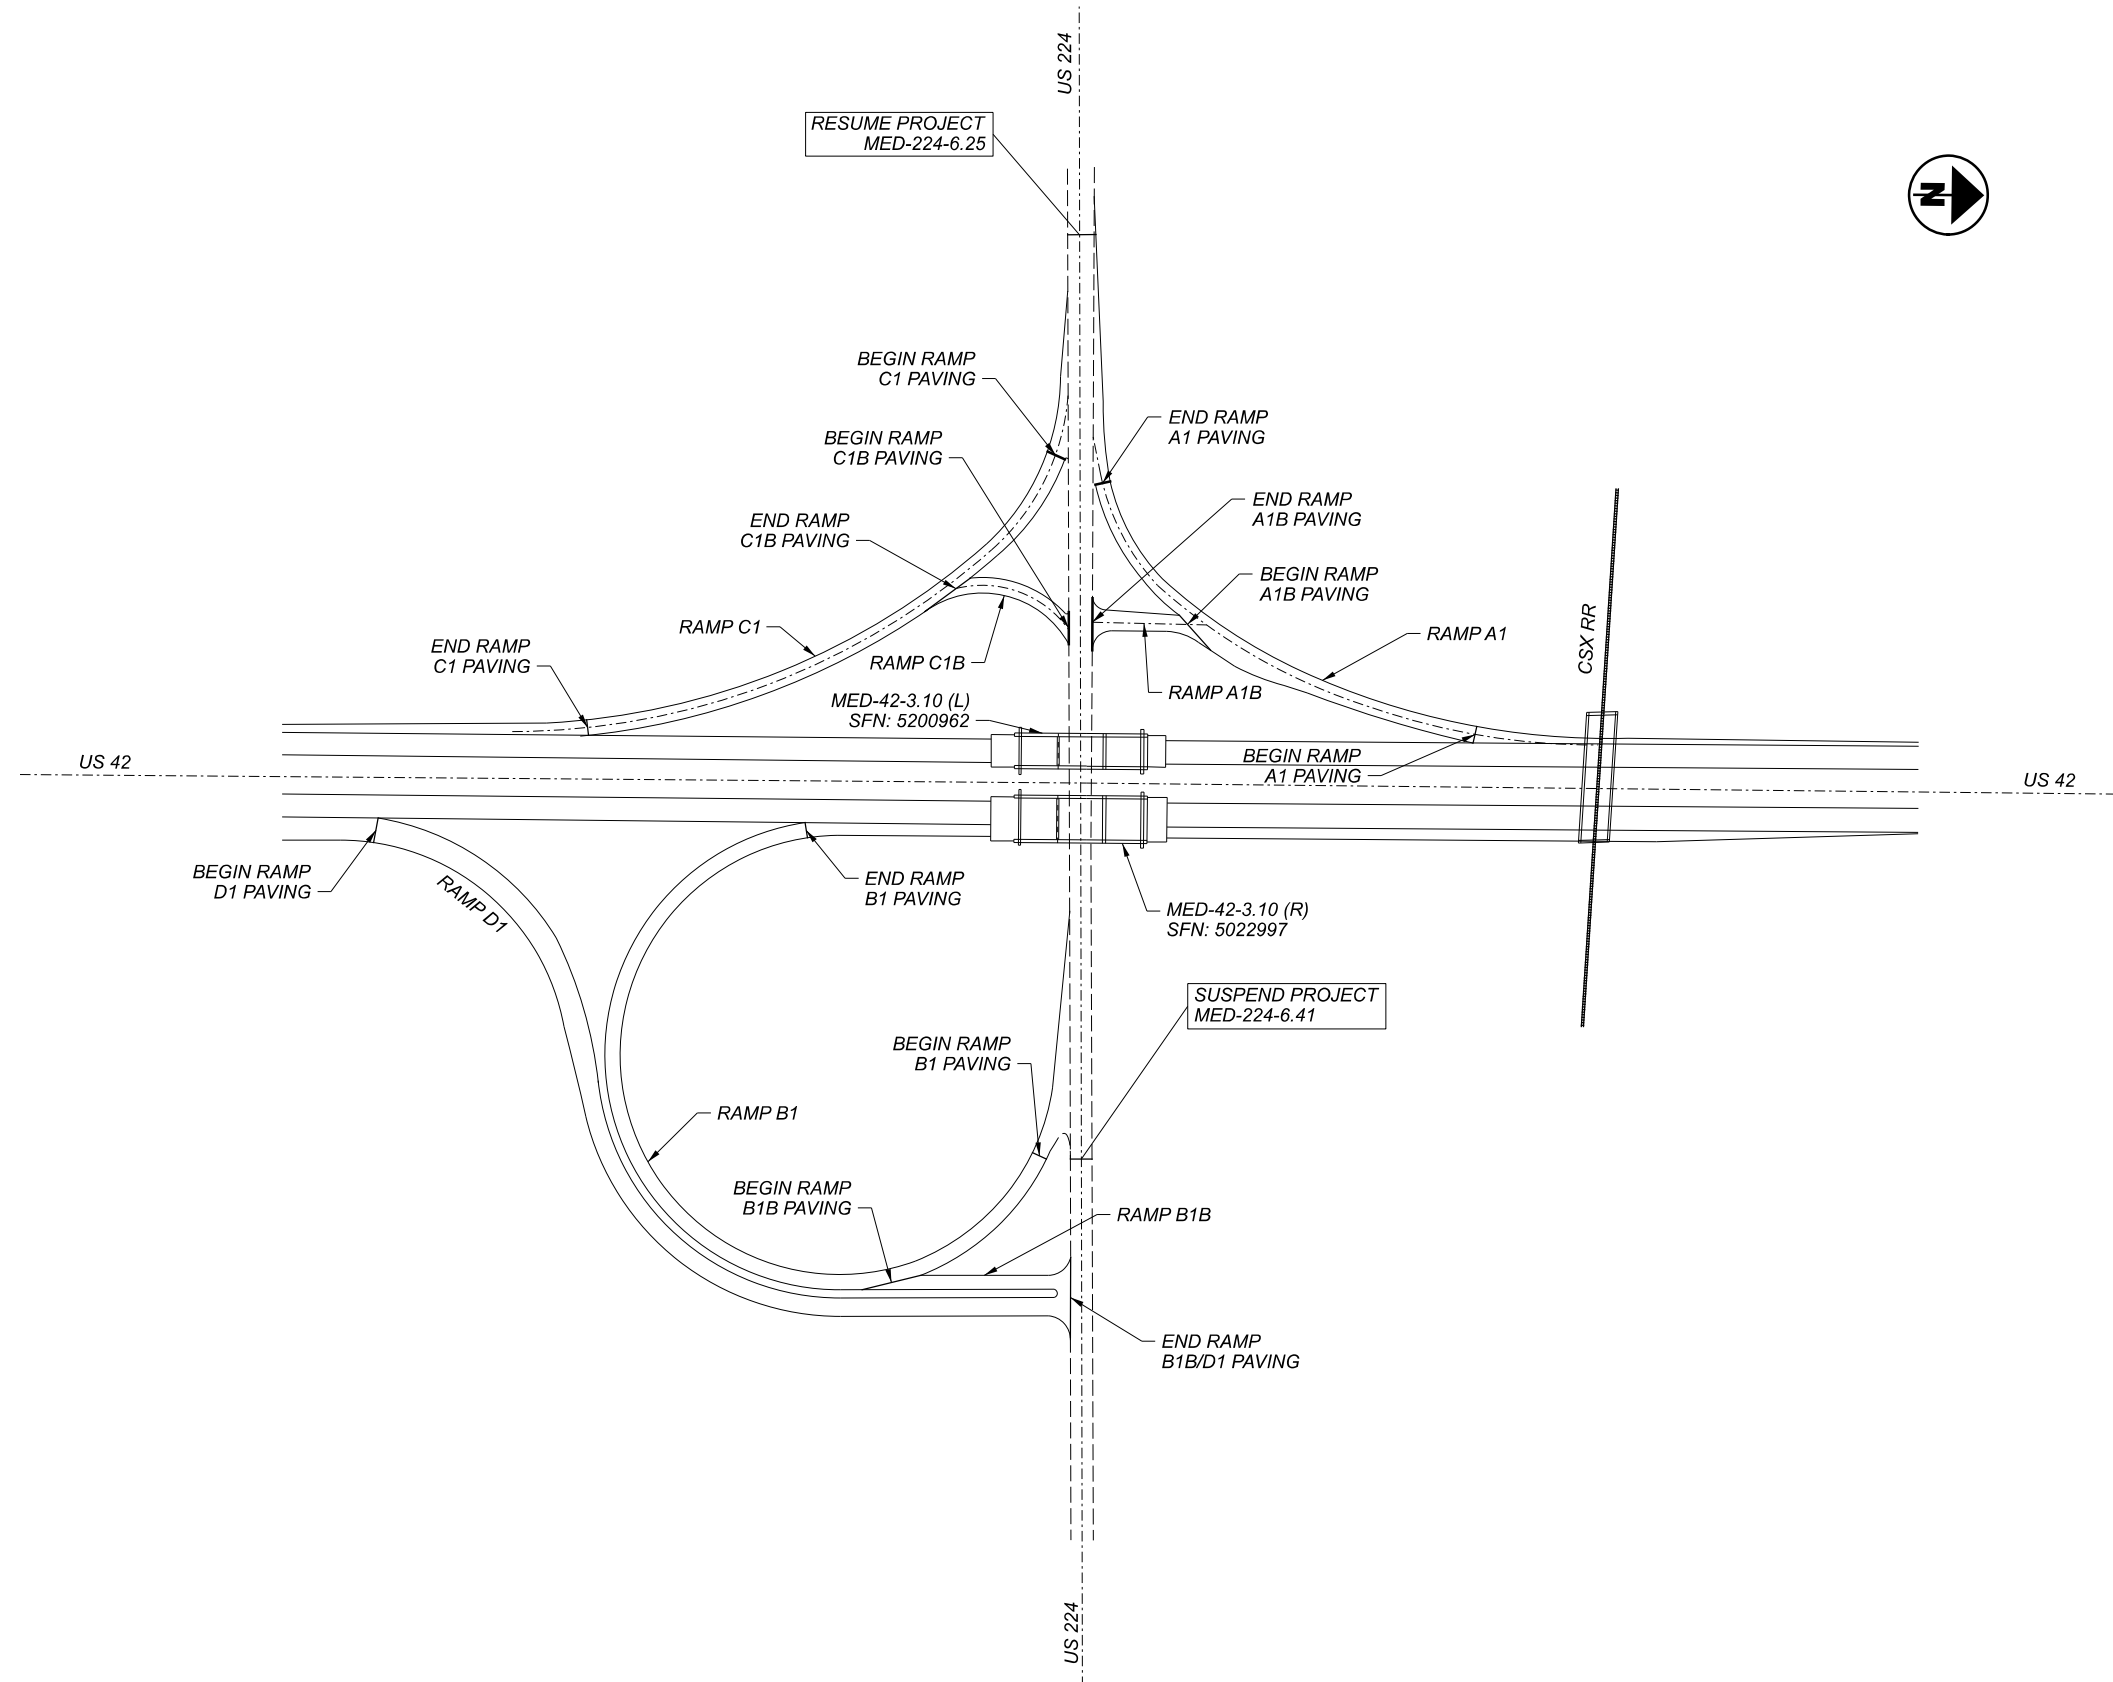 US 224
RESUME PROJECT
MED-224-6.25
N
BEGIN RAMP
C1 PAVING
END RAMP
A1 PAVING
BEGIN RAMP
C1B PAVING
END RAMP
A1B PAVING
END RAMP
C1B PAVING
BEGIN RAMP
A1B PAVING
RAMP C1
RAMP A1
CSX RR
END RAMP
C1 PAVING
RAMP C1B
RAMP A1B
MED-42-3.10 (L)
SFN: 5200962
US 42
BEGIN RAMP
A1 PAVING
US 42
BEGIN RAMP
D1 PAVING
RAMP D1
END RAMP
B1 PAVING
MED-42-3.10 (R)
SFN: 5022997
SUSPEND PROJECT
MED-224-6.41
BEGIN RAMP
B1 PAVING
RAMP B1
BEGIN RAMP
B1B PAVING
RAMP B1B
END RAMP
B1B/D1 PAVING
US 224